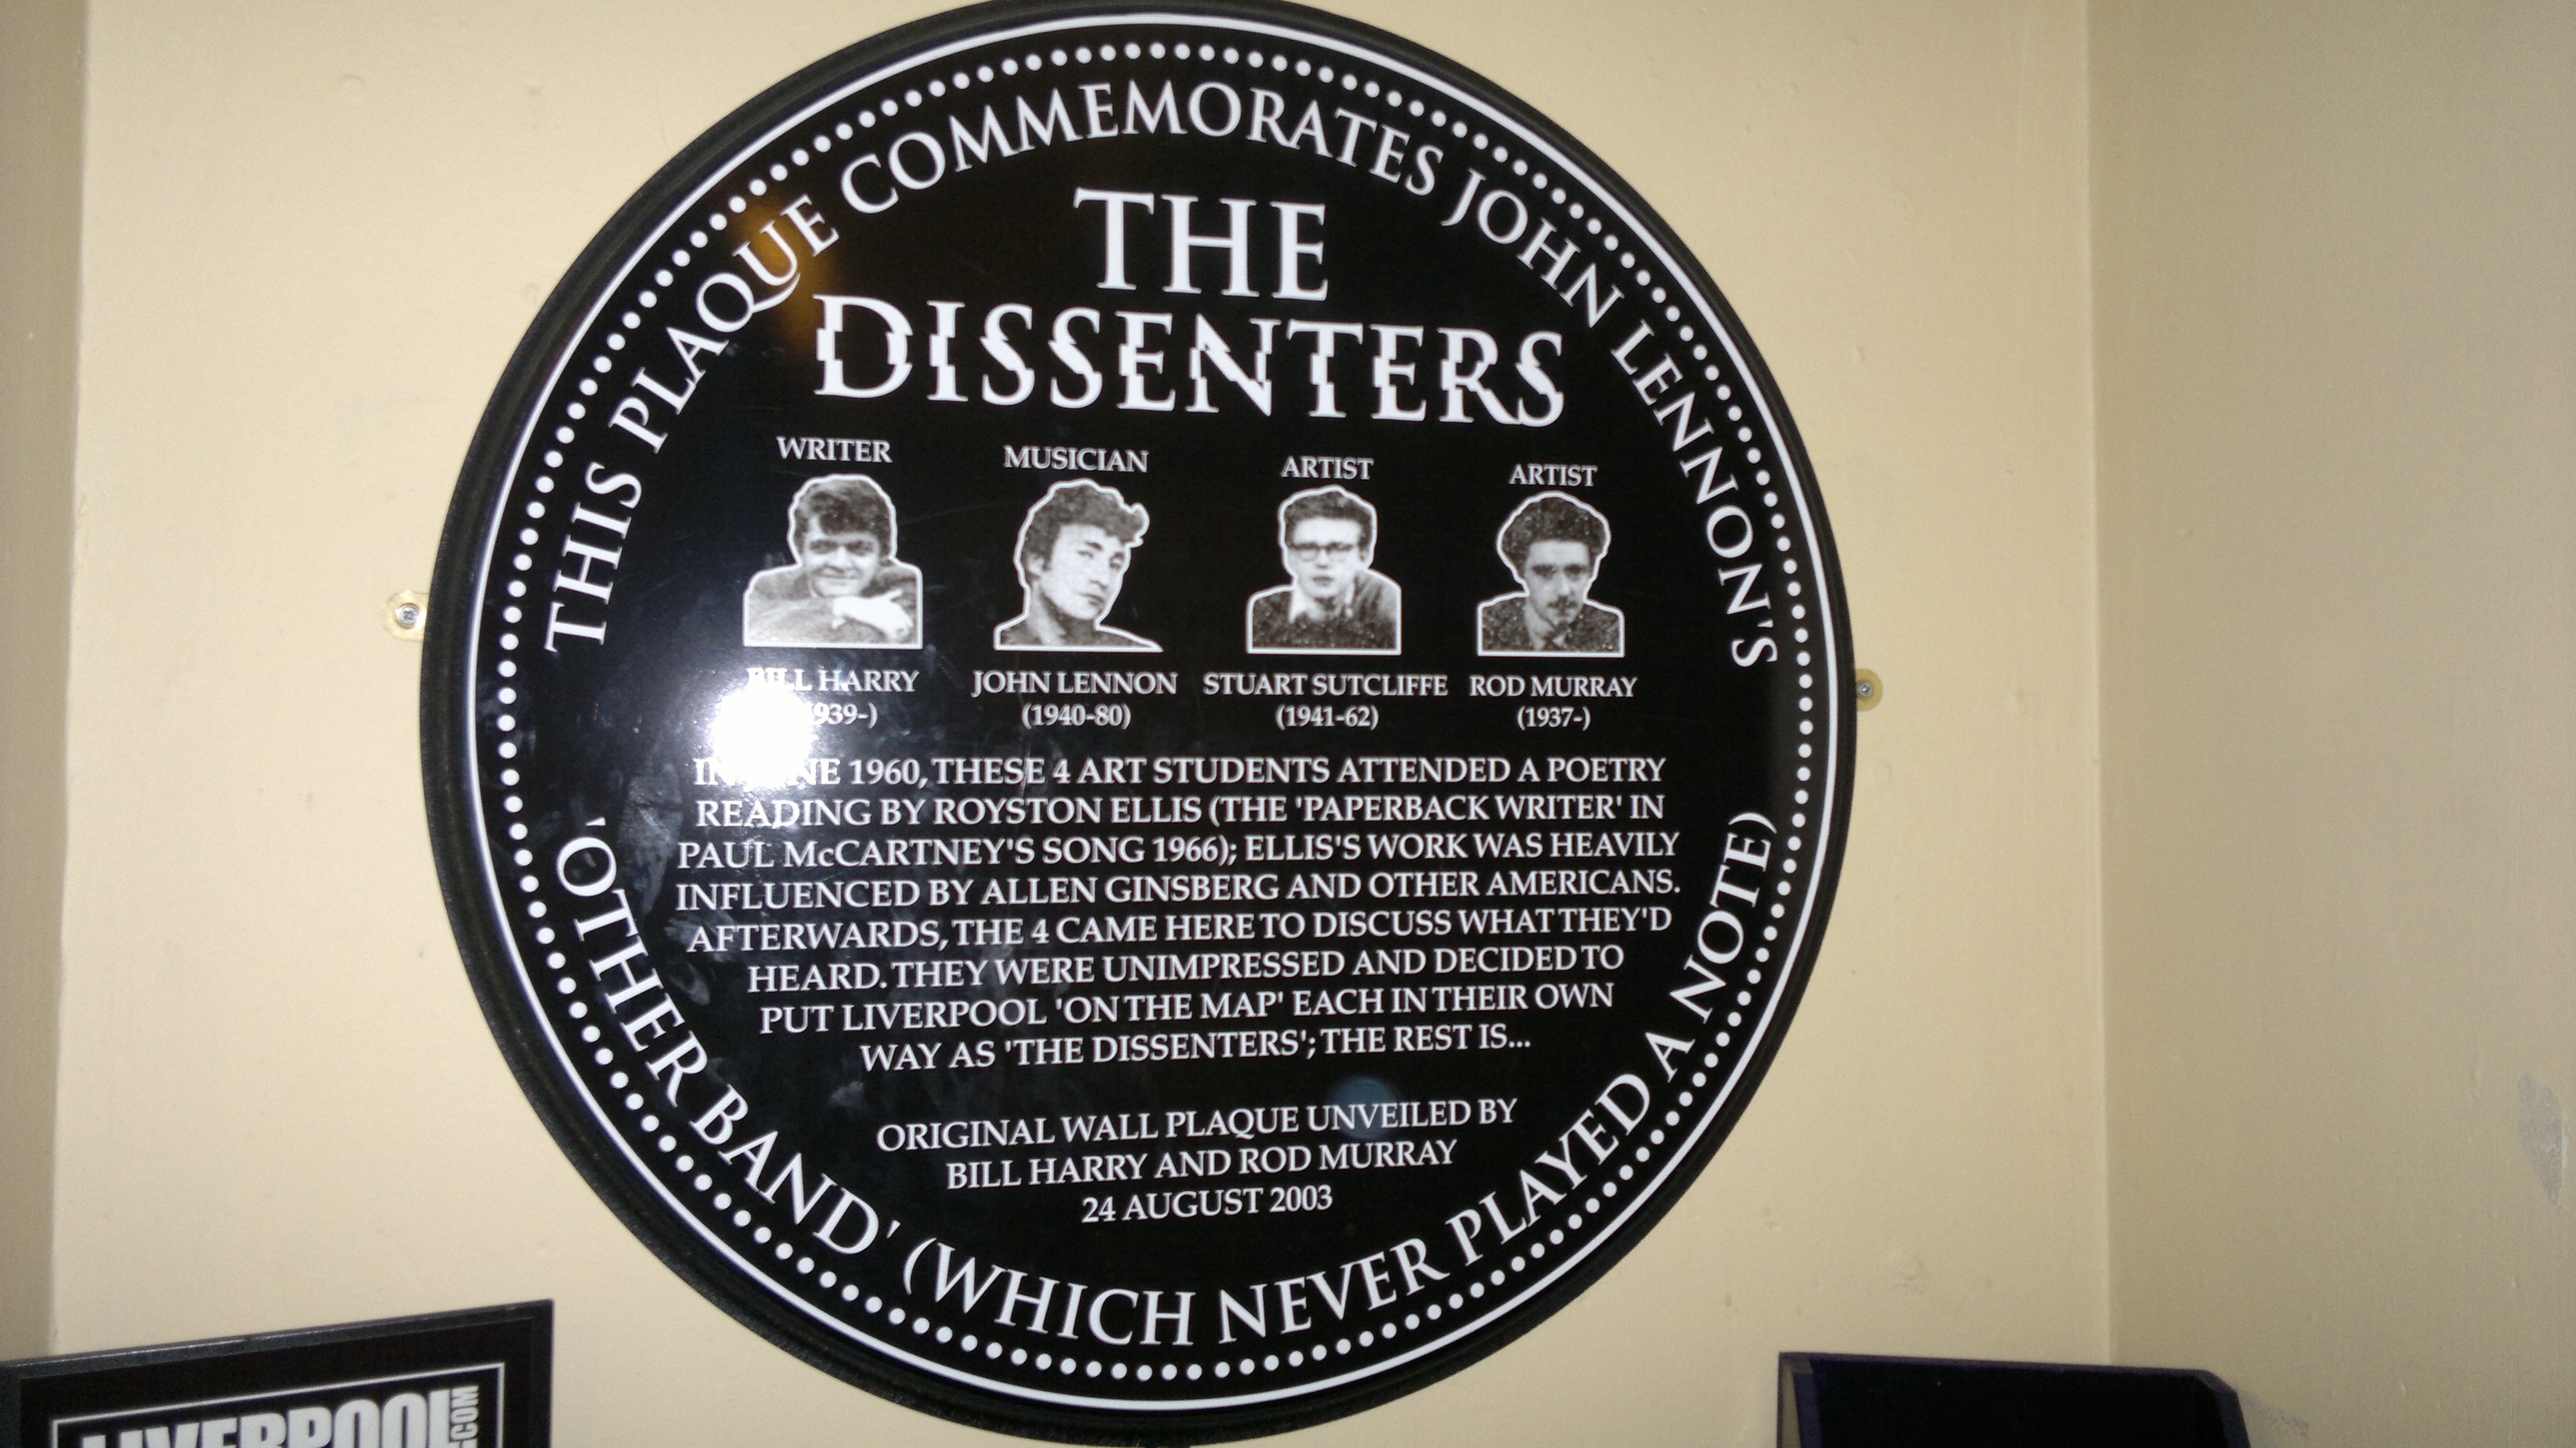 THIS PLAQUE COMMEMORATES JOHN LENNON'S
THE
DISSENTERS
WRITER MUSICIAN ARTIST ARTIST
BILL HARRY JOHN LENNON STUART SUTCLIFFE ROD MURRAY
(1940-80) (1941-62) (1937-)
IN 1960, THESE 4 ART STUDENTS ATTENDED A POETRY
READING BY ROYSTON ELLIS (THE 'PAPERBACK WRITER' IN
PAUL McCARTNEY'S SONG 1966); ELLIS'S WORK WAS HEAVILY
INFLUENCED BY ALLEN GINSBERG AND OTHER AMERICANS.
AFTERWARDS, THE 4 CAME HERE TO DISCUSS WHAT THEY'D
HEARD. THEY WERE UNIMPRESSED AND DECIDED TO
PUT LIVERPOOL 'ON THE MAP' EACH IN THEIR OWN
WAY AS 'THE DISSENTERS'; THE REST IS...
ORIGINAL WALL PLAQUE UNVEILED BY
BILL HARRY AND ROD MURRAY
24 AUGUST 2003
'OTHER BAND' (WHICH NEVER PLAYED A NOTE)
LIVERPOOL.COM